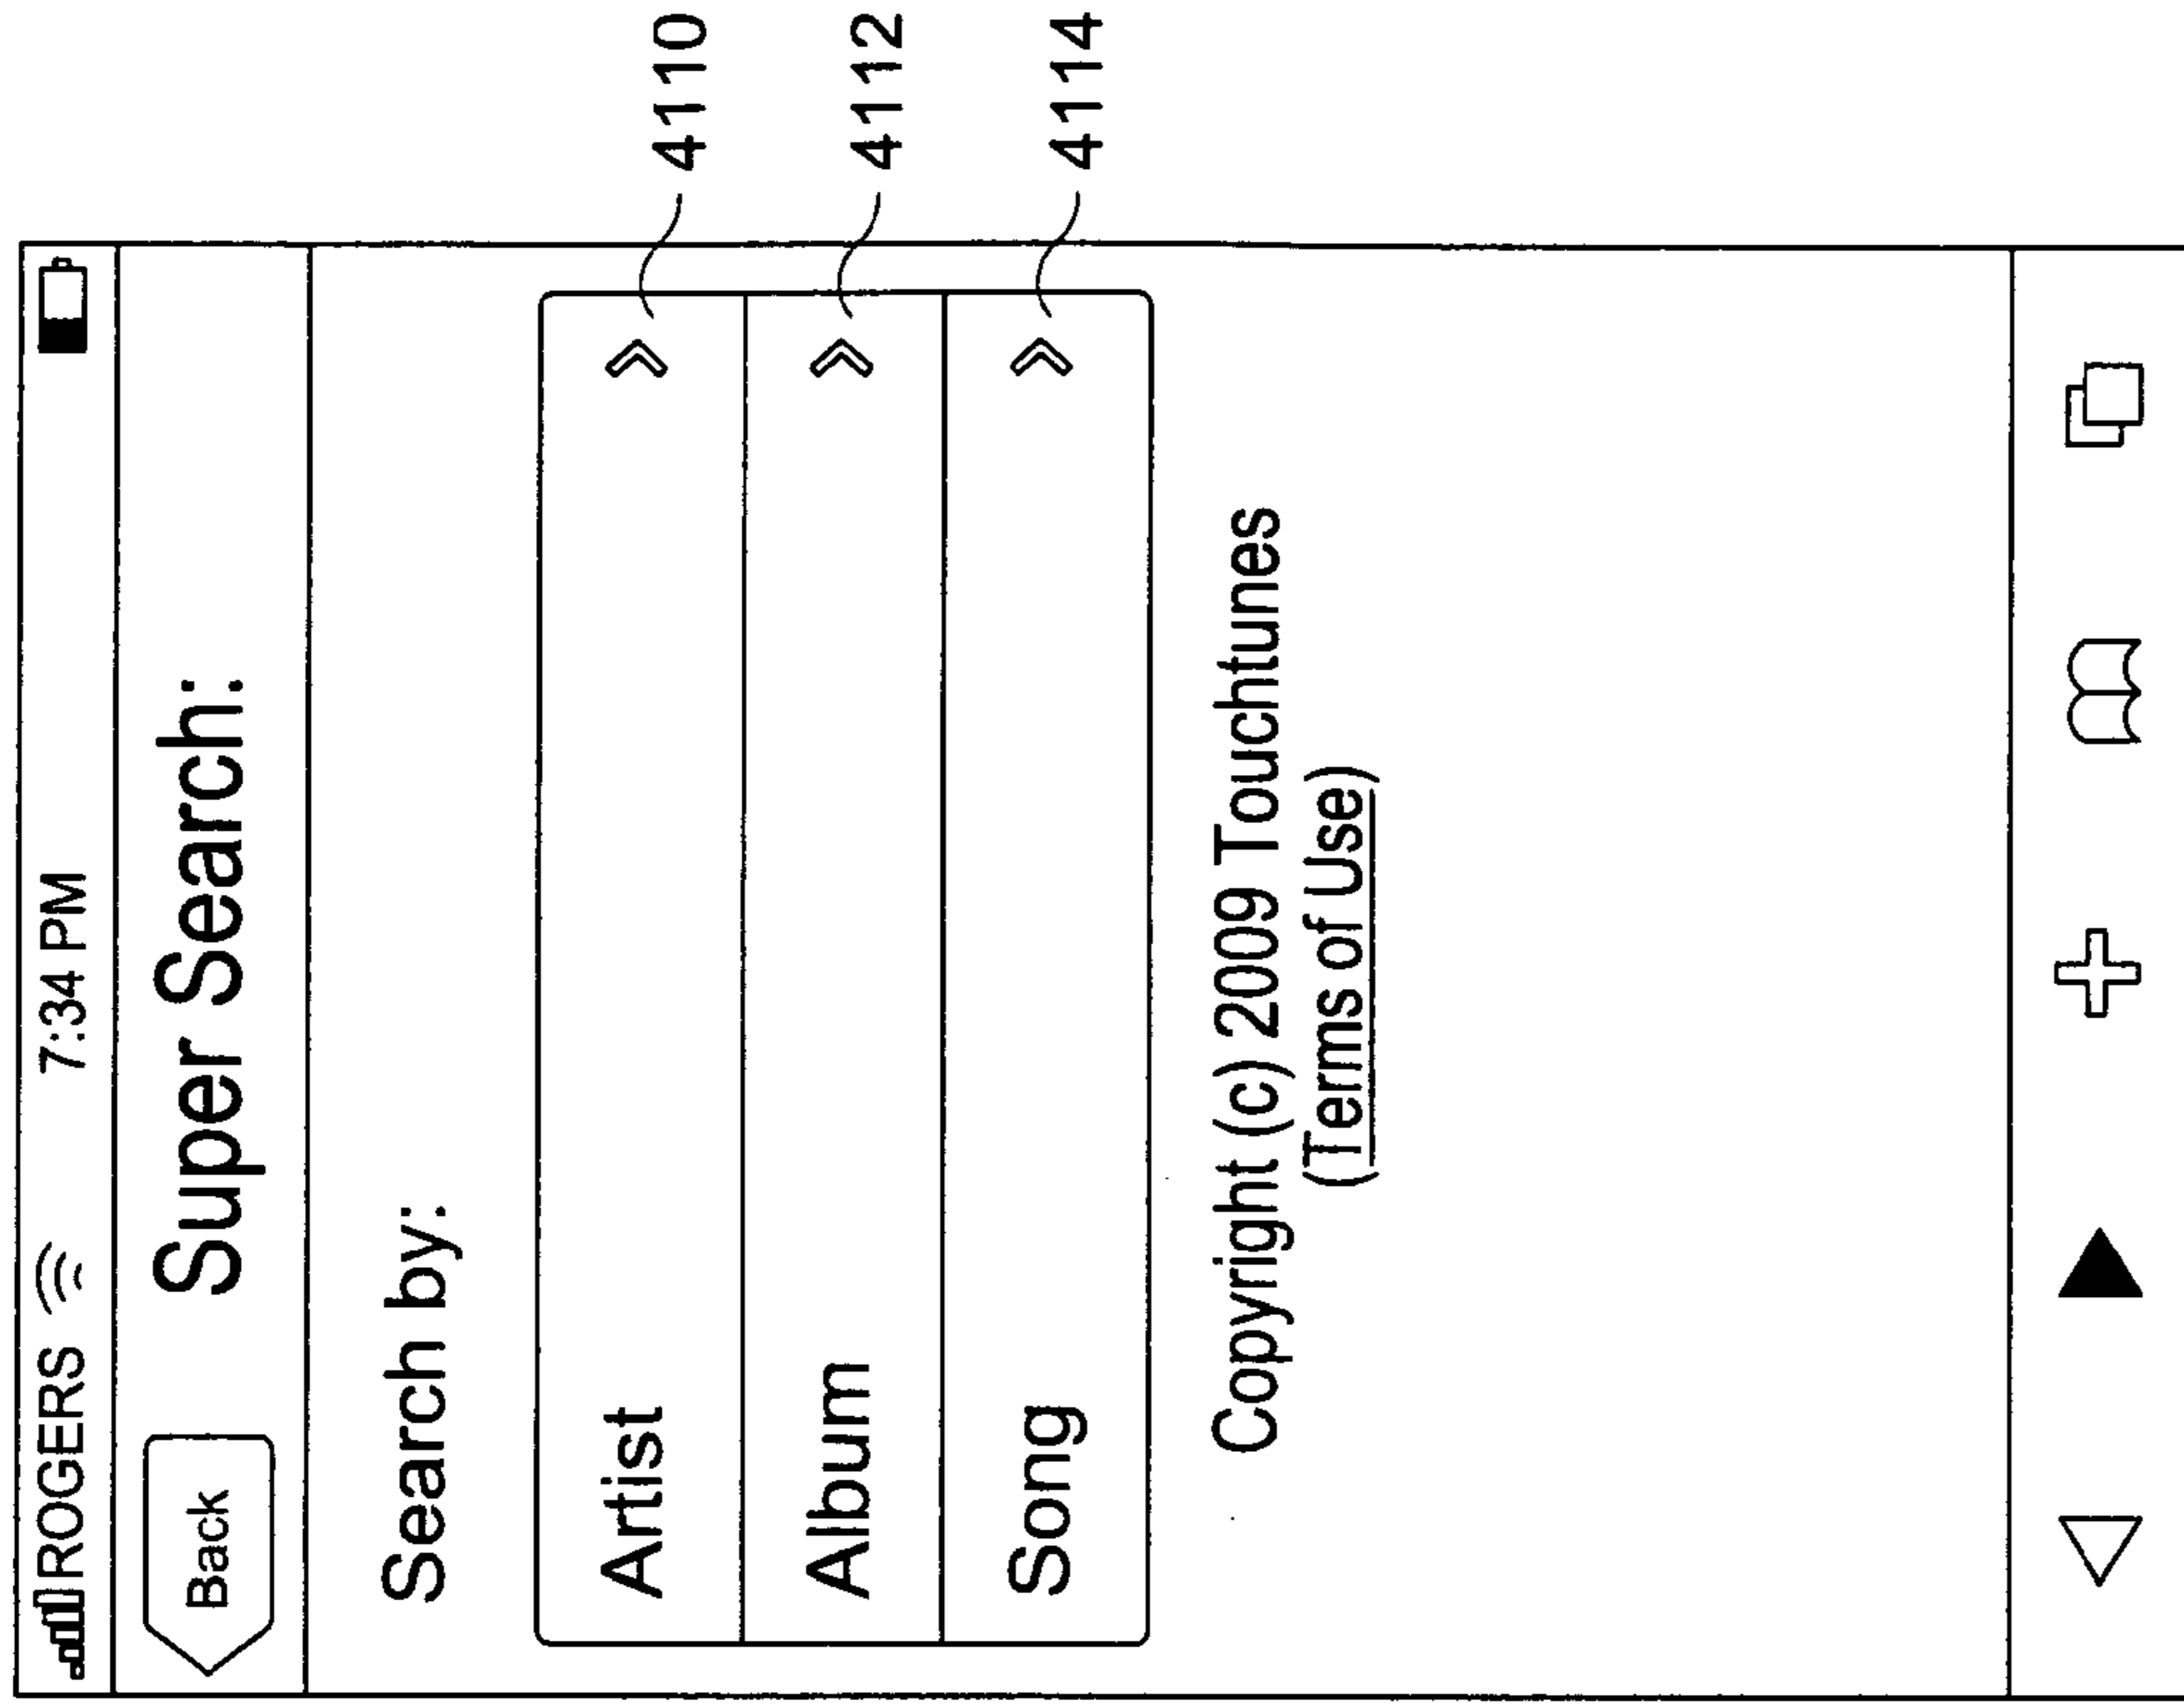 ROGERS 7:34 PM
Back Super Search:
Search by:
Artist 4110
Album 4112
Song 4114
Copyright (c) 2009 Touchtunes
(Terms of Use)